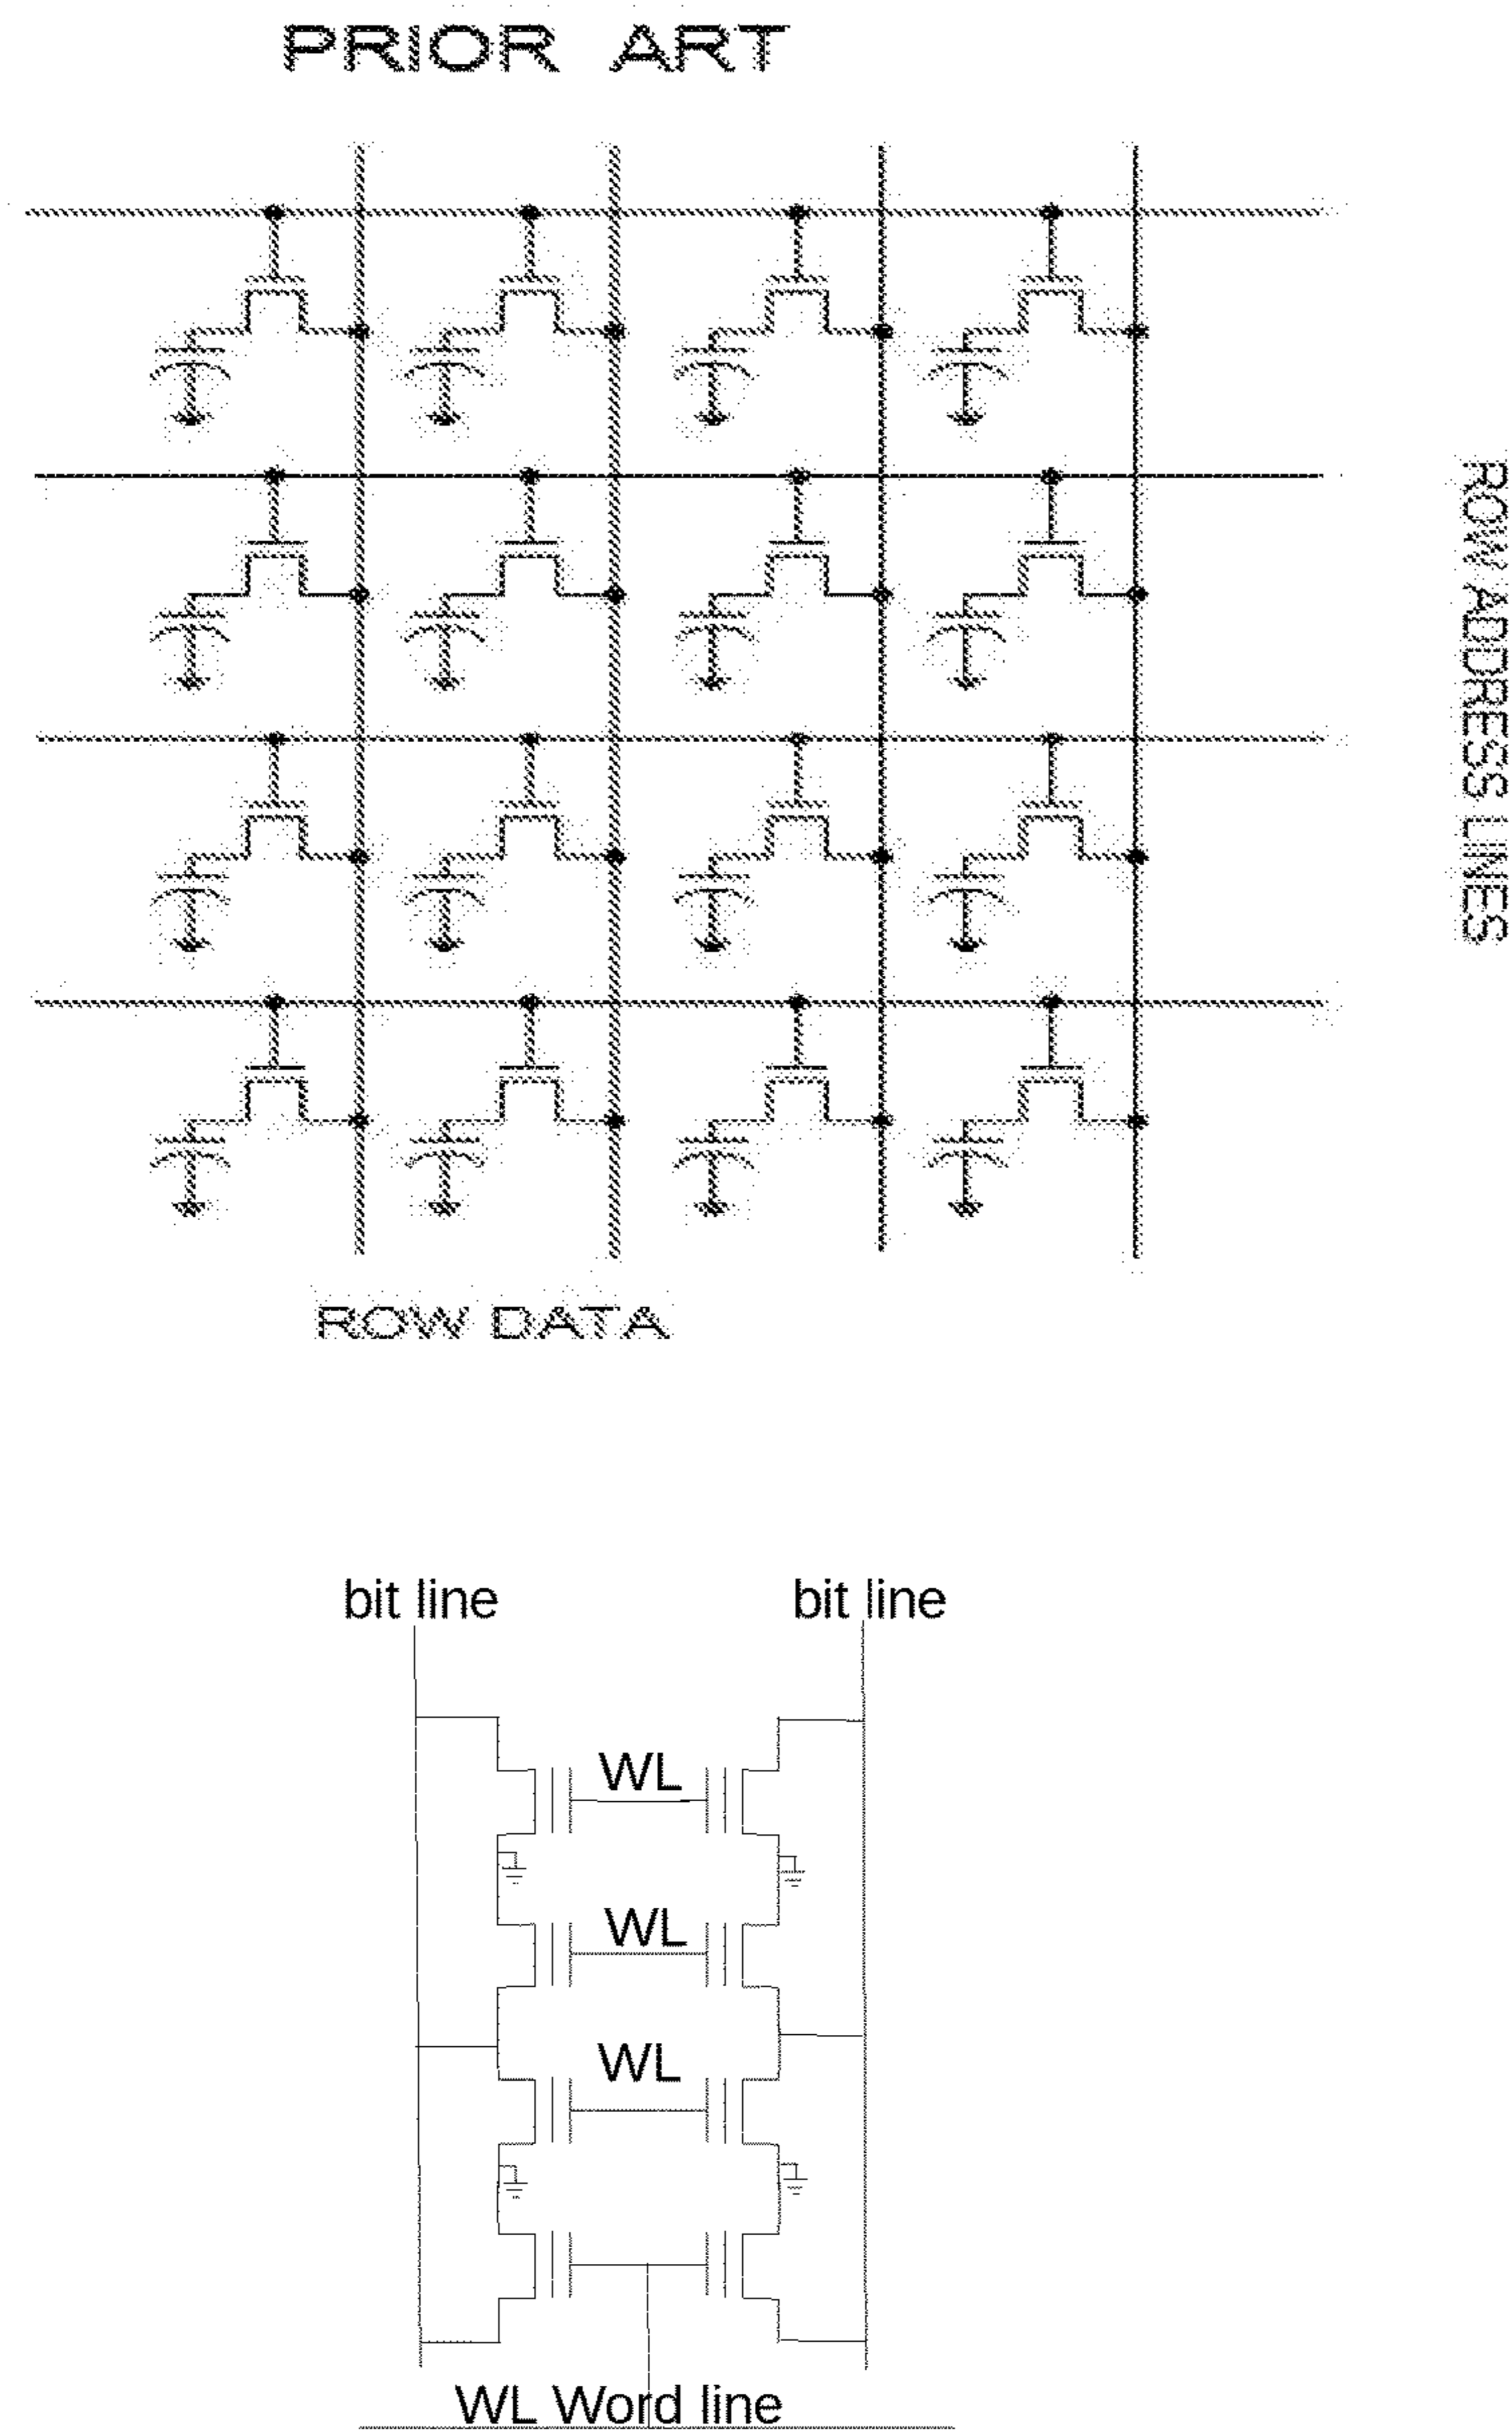 PRIOR ART
ROW ADDRESS LINES
ROW DATA
bit line
bit line
WL
WL
WL
WL Word line